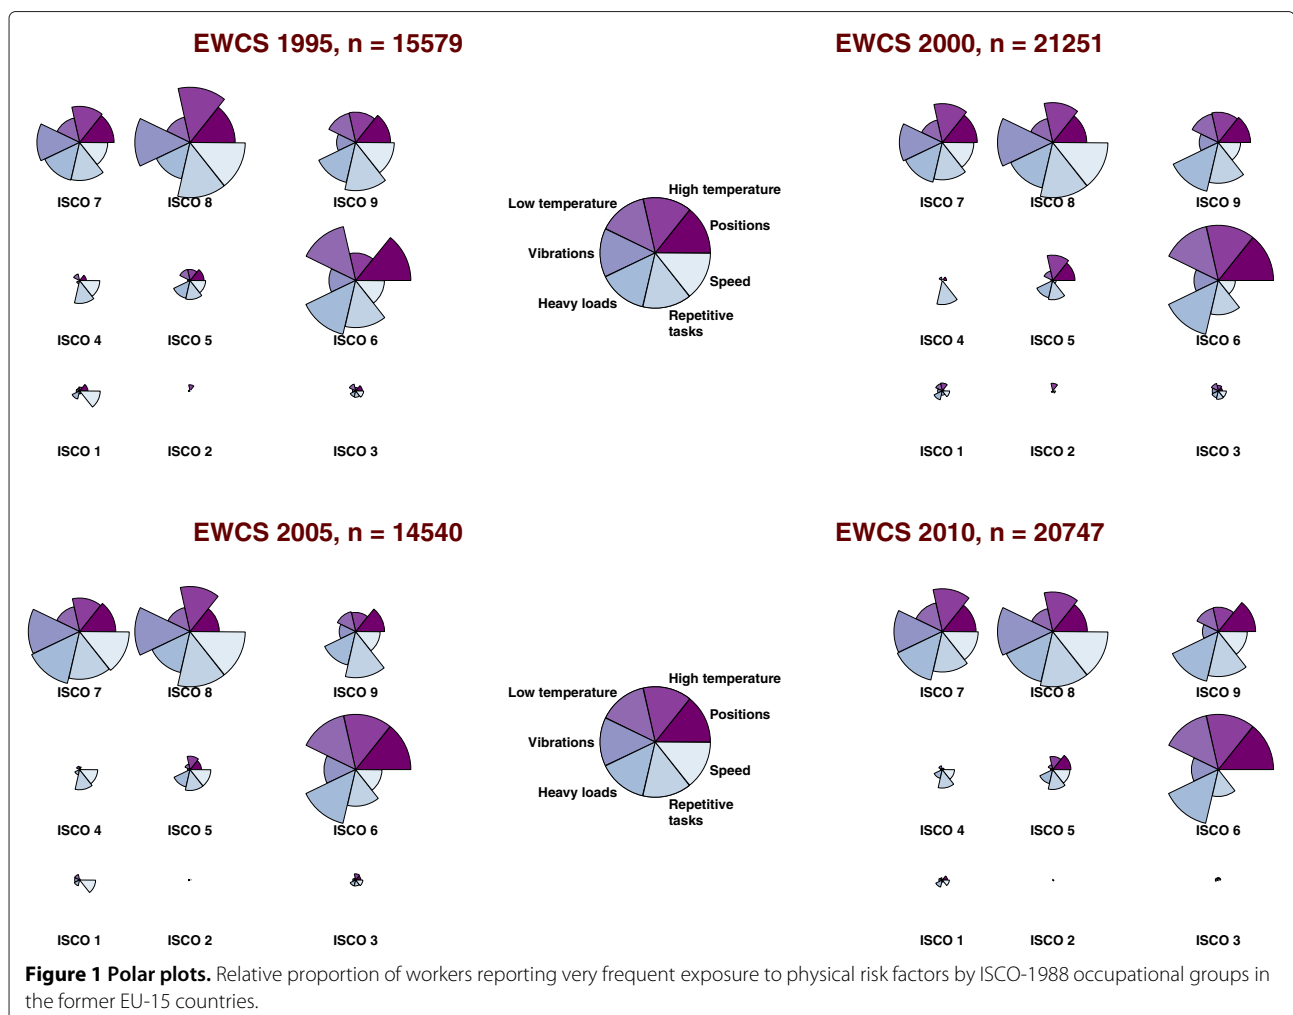 EWCS 1995, n = 15579
EWCS 2000, n = 21251
ISCO 7
ISCO 8
ISCO 9
ISCO 4
ISCO 5
ISCO 6
ISCO 1
ISCO 2
ISCO 3
High temperature
Low temperature
Positions
Vibrations
Speed
Heavy loads
Repetitive
tasks
ISCO 7
ISCO 8
ISCO 9
ISCO 4
ISCO 5
ISCO 6
ISCO 1
ISCO 2
ISCO 3
EWCS 2005, n = 14540
EWCS 2010, n = 20747
ISCO 7
ISCO 8
ISCO 9
ISCO 4
ISCO 5
ISCO 6
ISCO 1
ISCO 2
ISCO 3
High temperature
Low temperature
Positions
Vibrations
Speed
Heavy loads
Repetitive
tasks
ISCO 7
ISCO 8
ISCO 9
ISCO 4
ISCO 5
ISCO 6
ISCO 1
ISCO 2
ISCO 3
Figure 1 Polar plots. Relative proportion of workers reporting very frequent exposure to physical risk factors by ISCO-1988 occupational groups in
the former EU-15 countries.